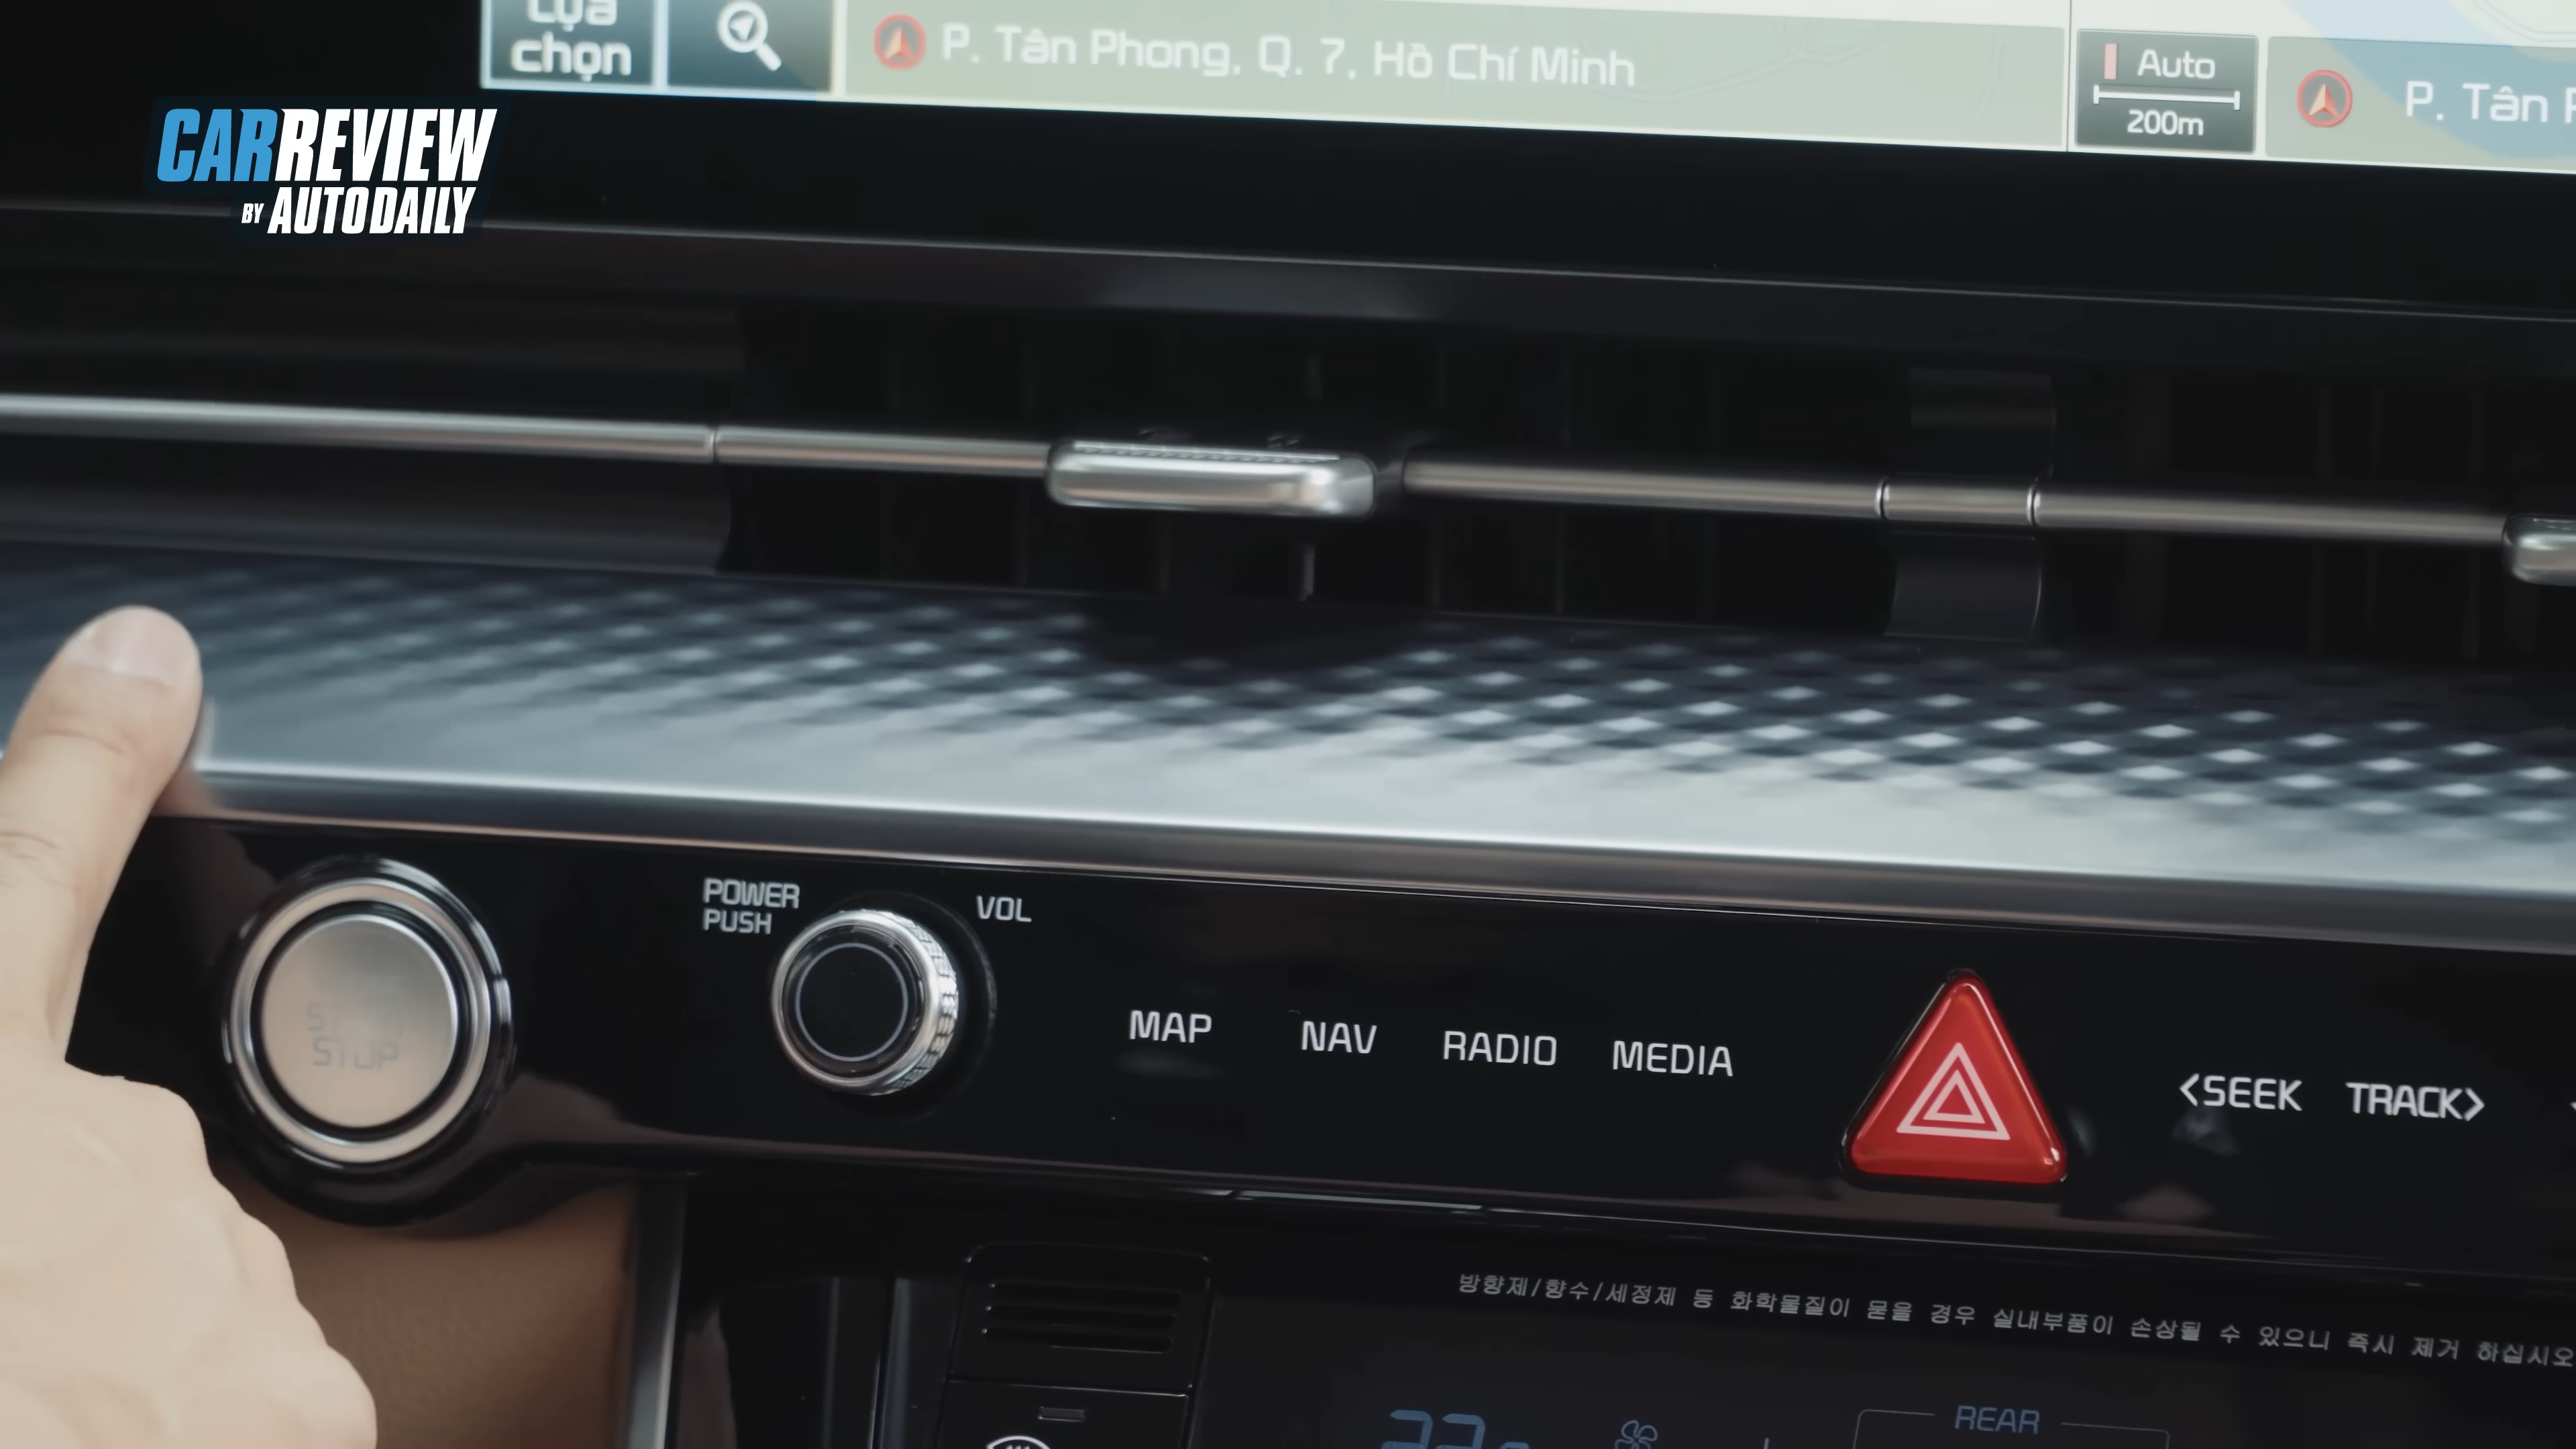 Lựa
chọn
P. Tân Phong, Q. 7, Hồ Chí Minh
Auto
200m
P. Tân
CARREVIEW
BY AUTODAILY
POWER
PUSH
VOL
STOP
MAP
NAV
RADIO
MEDIA
<SEEK
TRACK>
방향제/향수/세정제 등 화학물질이 묻을 경우 실내부품이 손상될 수 있으니 즉시 제거 하십시오
REAR